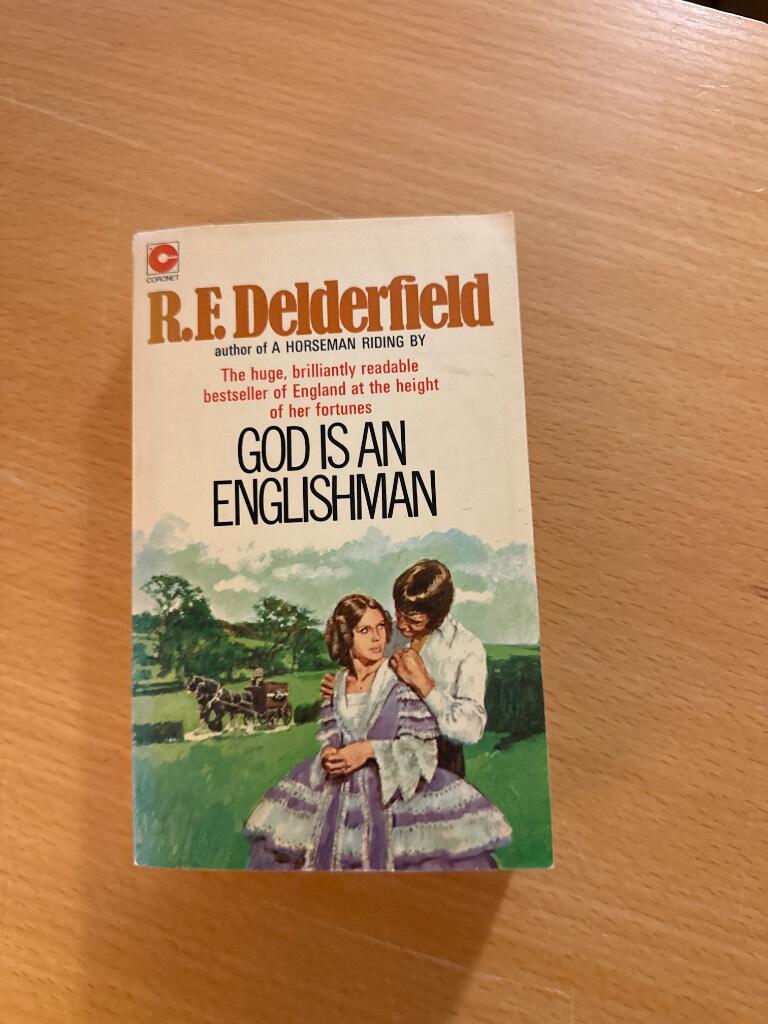 CORONET
R.F. Delderfield
author of A HORSEMAN RIDING BY
The huge, brilliantly readable
bestseller of England at the height
of her fortunes
GOD IS AN
ENGLISHMAN